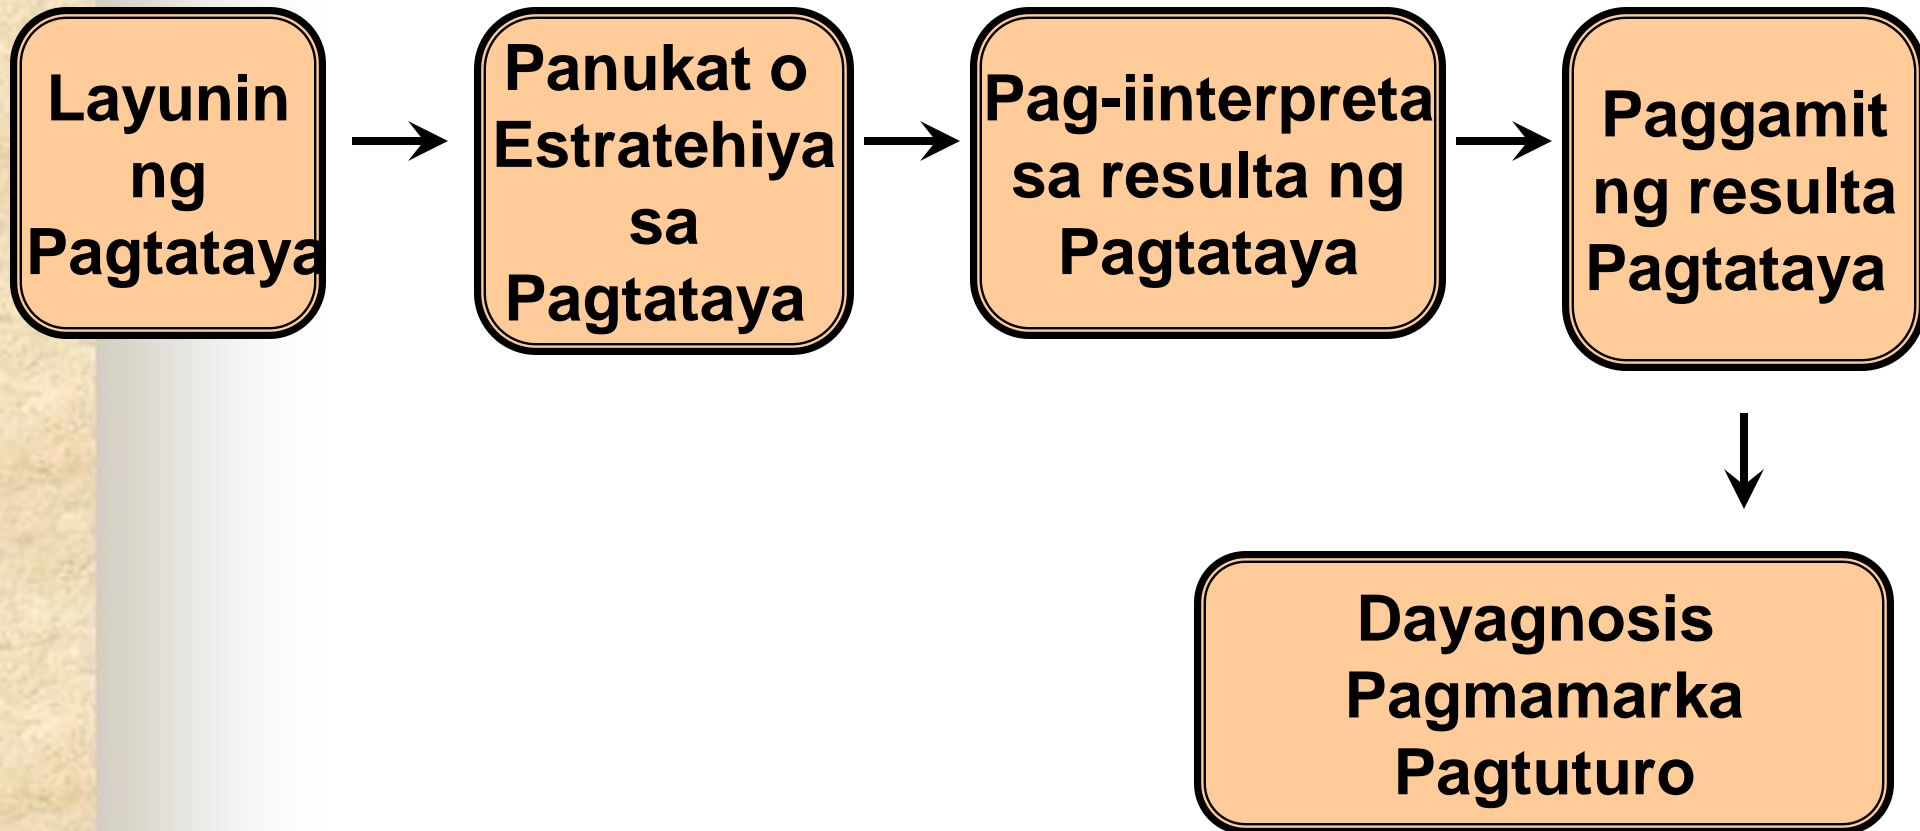 Layunin
ng
Pagtataya
Panukat o
Estratehiya
sa
Pagtataya
Pag-iinterpreta
sa resulta ng
Pagtataya
Paggamit
ng resulta
Pagtataya
Dayagnosis
Pagmamarka
Pagtuturo